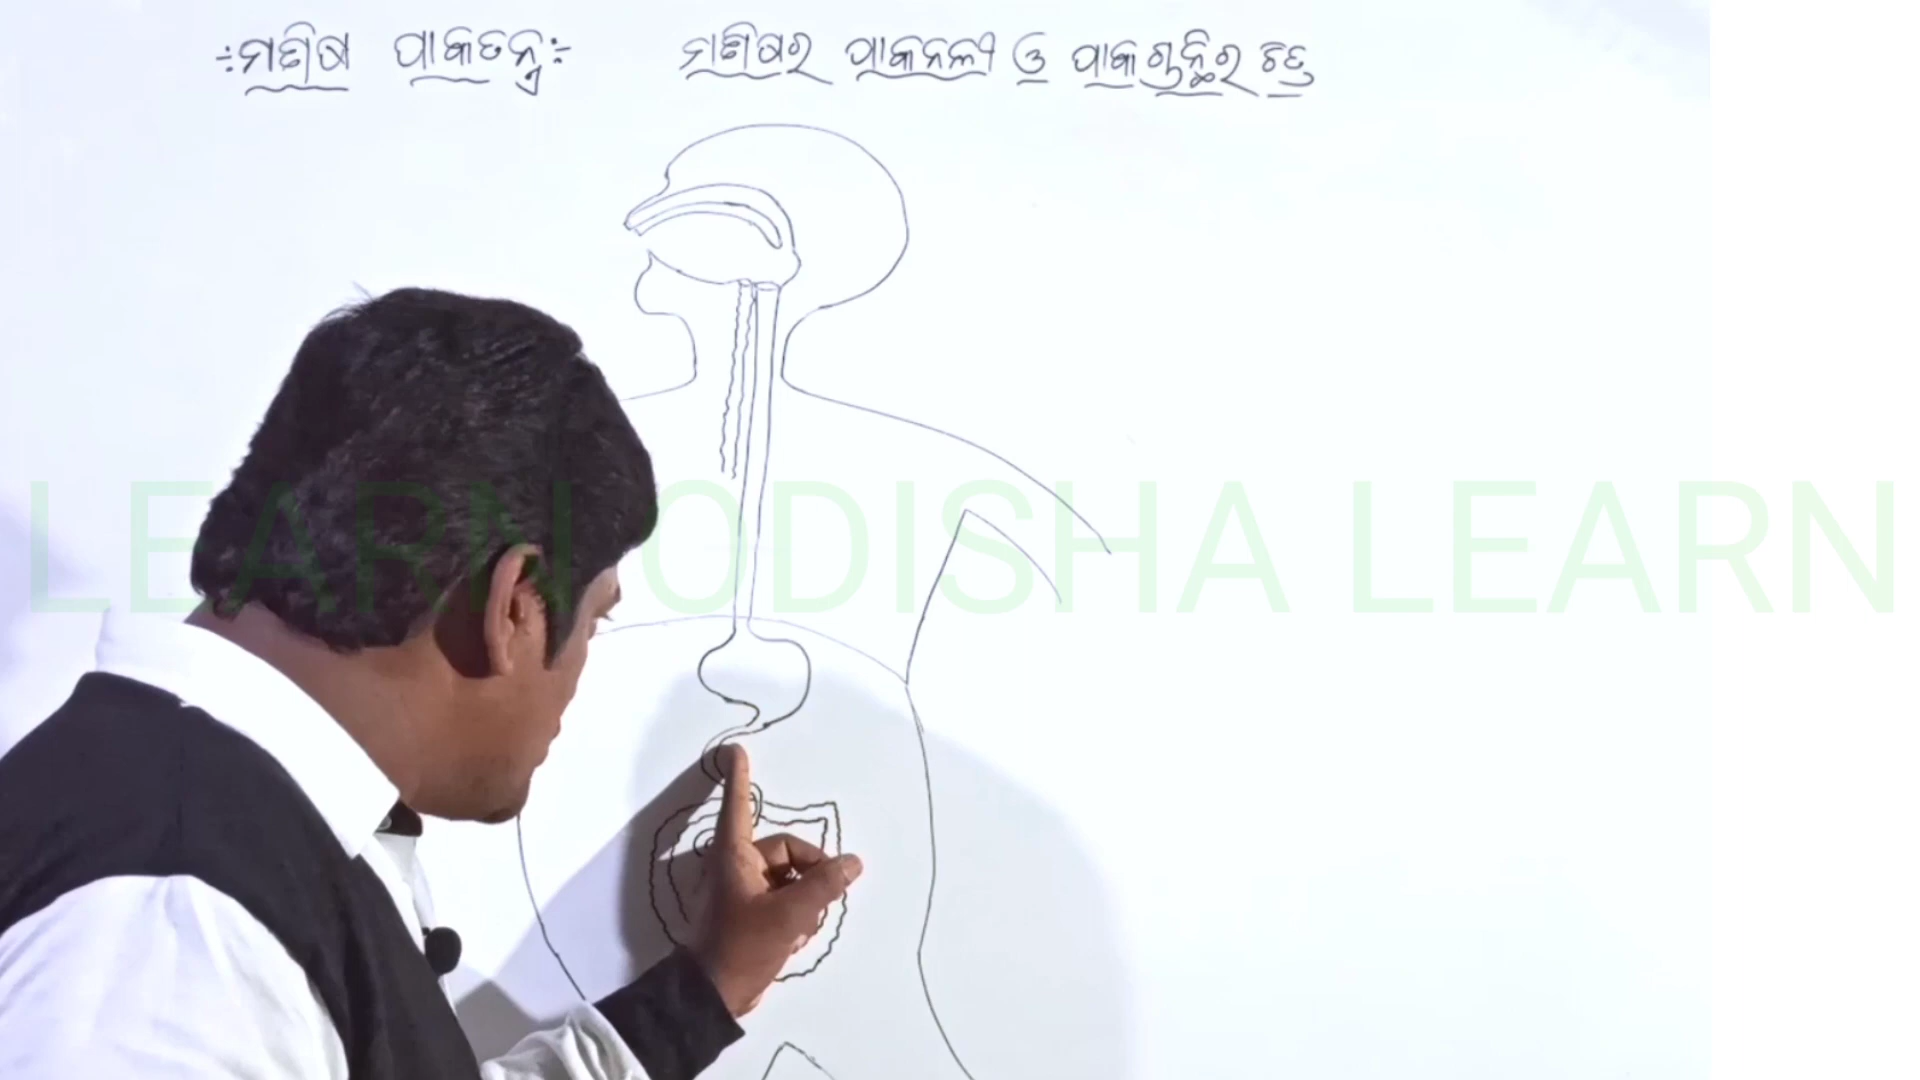 ÷ ମଣିଷ ପାକତନ୍ତ୍ର ÷ ମଣିଷର ପାକନଳୀ ଓ ପାକଗ୍ରନ୍ଥିର ଚିତ୍ର
LEARN ODISHA LEARN